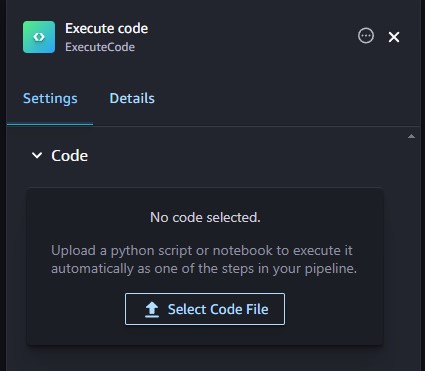 Execute code
ExecuteCode
Settings
Details
Code
No code selected.
Upload a python script or notebook to execute it
automatically as one of the steps in your pipeline.
Select Code File